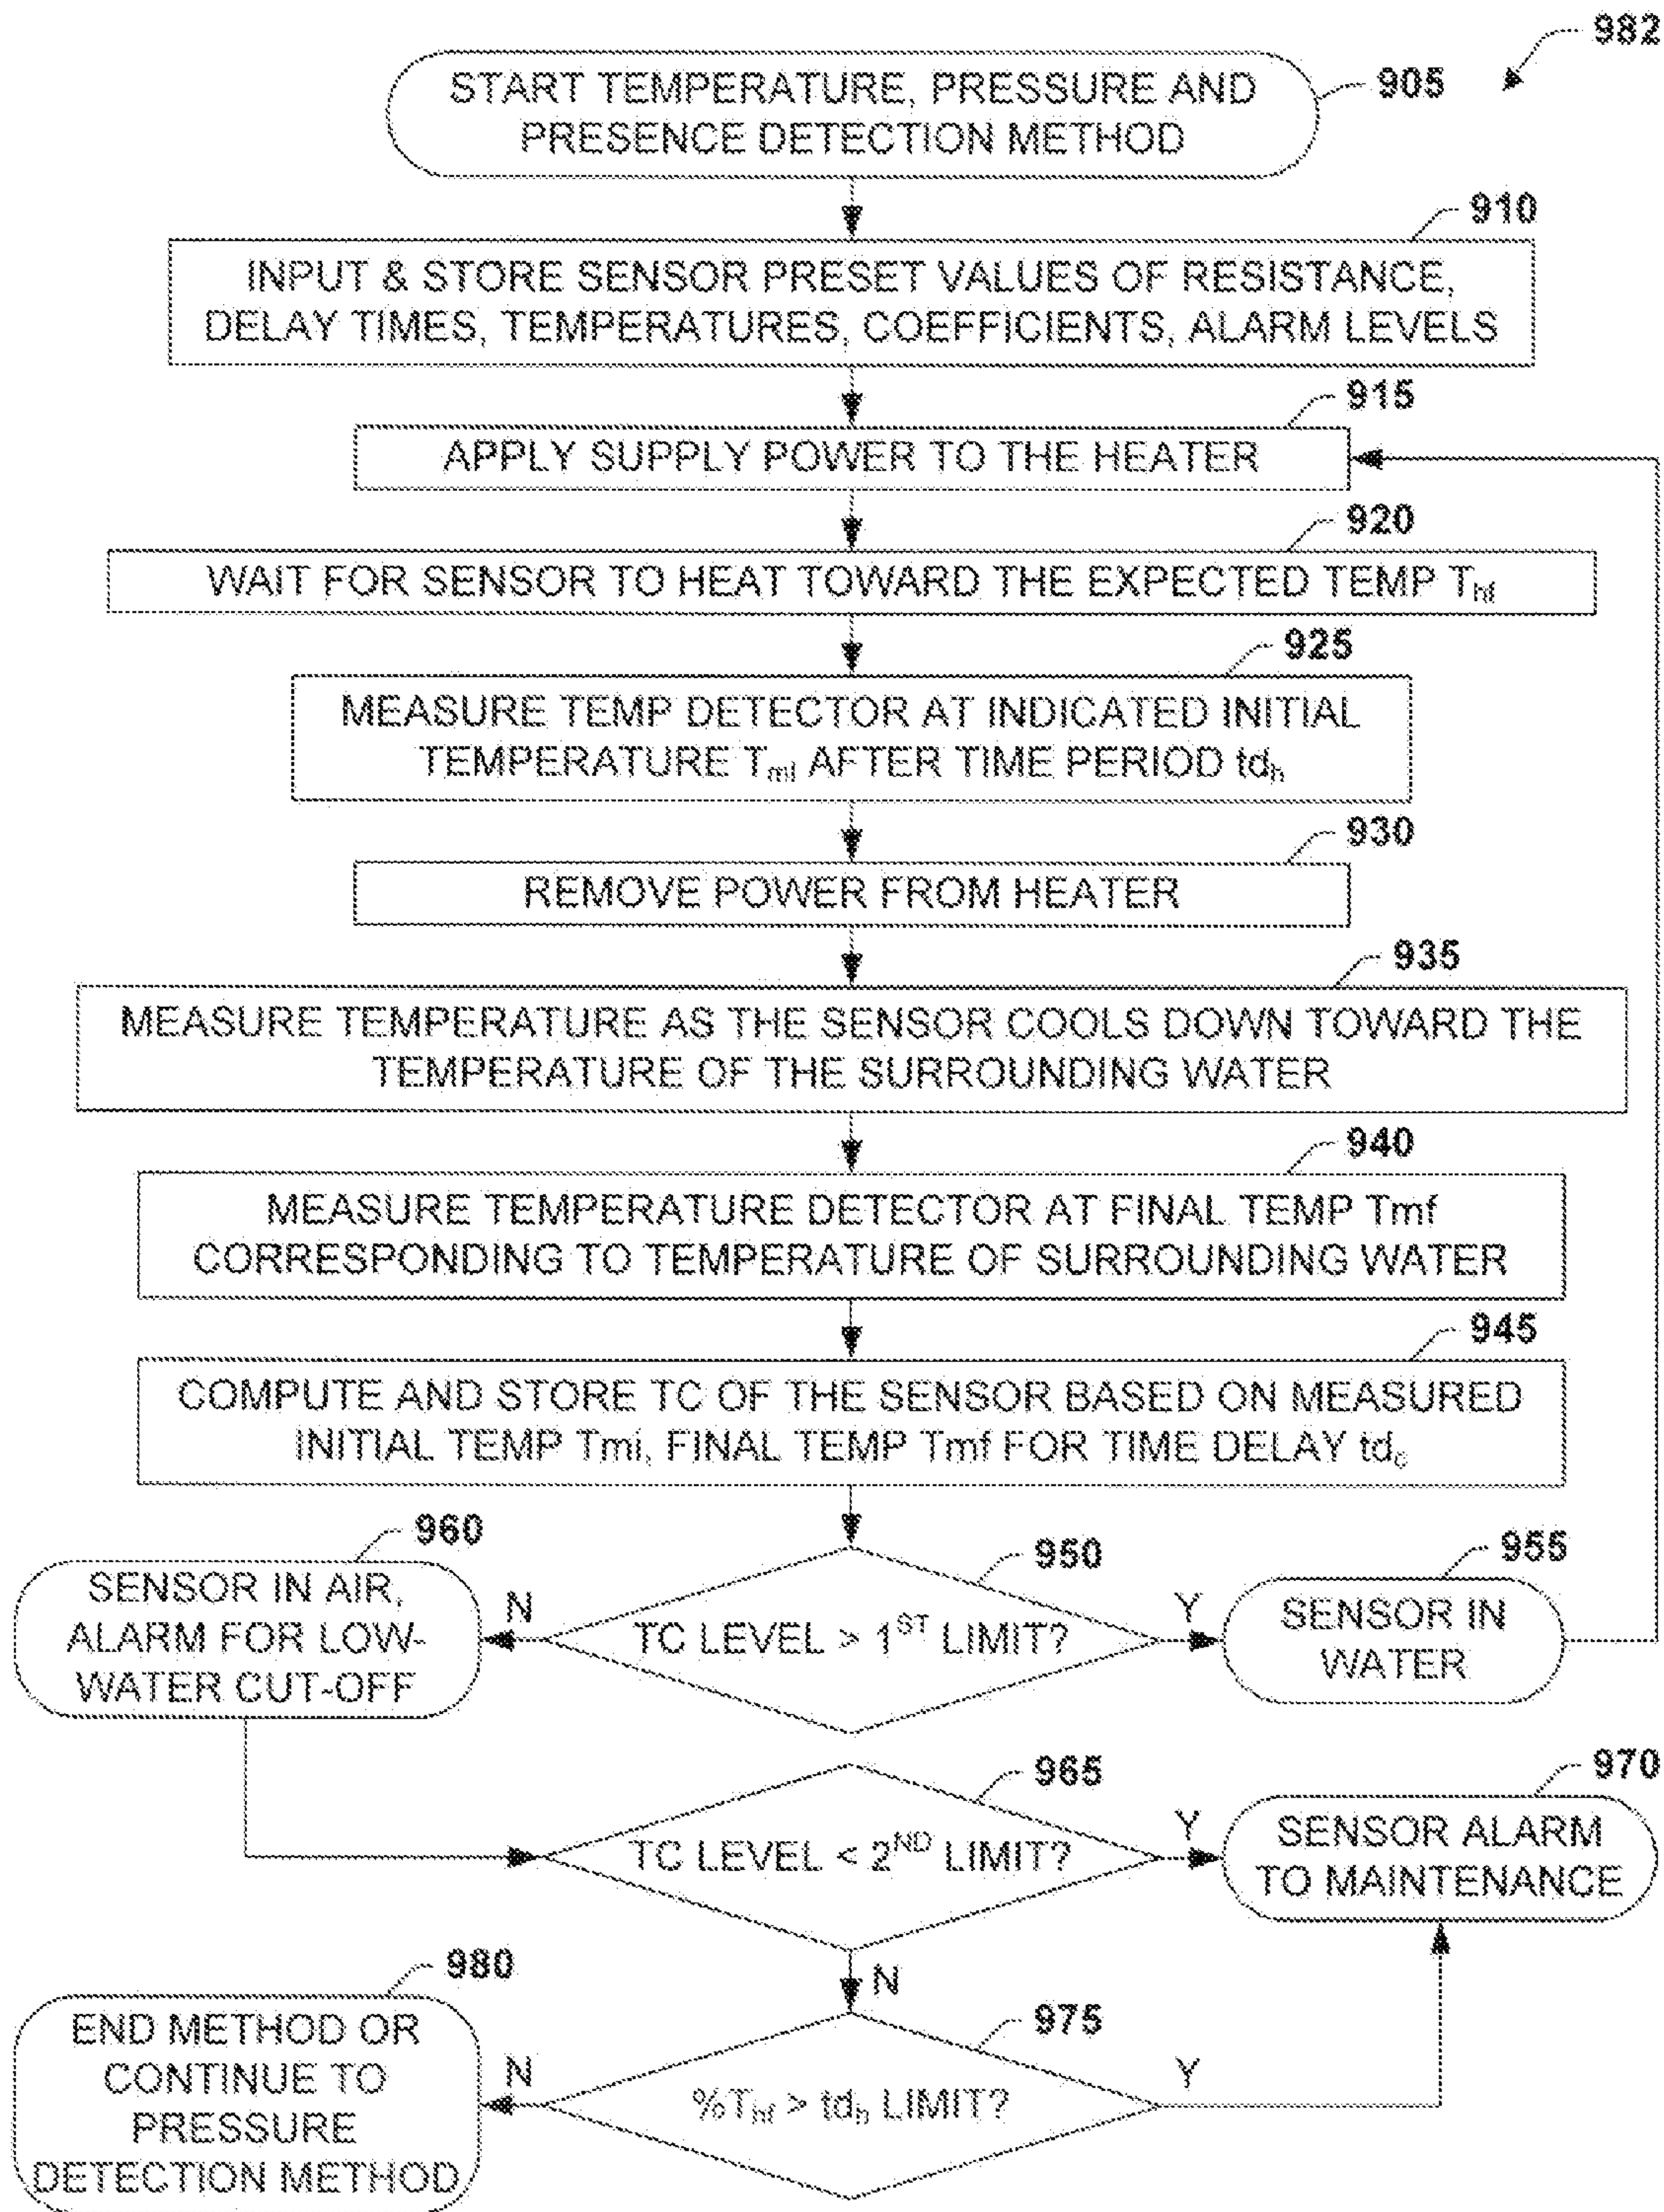 982
START TEMPERATURE, PRESSURE AND
PRESENCE DETECTION METHOD
905
910
INPUT & STORE SENSOR PRESET VALUES OF RESISTANCE,
DELAY TIMES, TEMPERATURES, COEFFICIENTS, ALARM LEVELS
915
APPLY SUPPLY POWER TO THE HEATER
920
WAIT FOR SENSOR TO HEAT TOWARD THE EXPECTED TEMP Thf
925
MEASURE TEMP DETECTOR AT INDICATED INITIAL
TEMPERATURE Tmi AFTER TIME PERIOD tdh
930
REMOVE POWER FROM HEATER
935
MEASURE TEMPERATURE AS THE SENSOR COOLS DOWN TOWARD THE
TEMPERATURE OF THE SURROUNDING WATER
940
MEASURE TEMPERATURE DETECTOR AT FINAL TEMP Tmf
CORRESPONDING TO TEMPERATURE OF SURROUNDING WATER
945
COMPUTE AND STORE TC OF THE SENSOR BASED ON MEASURED
INITIAL TEMP Tmi, FINAL TEMP Tmf FOR TIME DELAY tdc
960
SENSOR IN AIR,
ALARM FOR LOW-
WATER CUT-OFF
N
950
TC LEVEL > 1ST LIMIT?
Y
955
SENSOR IN
WATER
965
TC LEVEL < 2ND LIMIT?
Y
970
SENSOR ALARM
TO MAINTENANCE
N
980
END METHOD OR
CONTINUE TO
PRESSURE
DETECTION METHOD
N
975
%Thf > tdh LIMIT?
Y